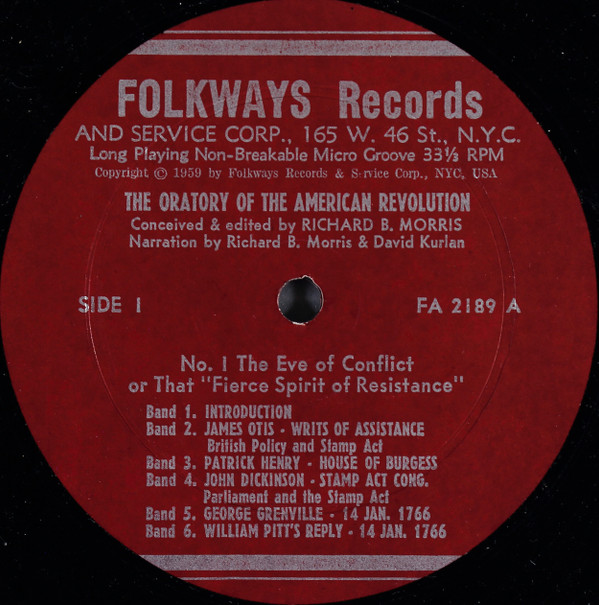 FOLKWAYS Records
AND SERVICE CORP., 165 W. 46 St., N.Y.C.
Long Playing Non-Breakable Micro Groove 33⅓ RPM
Copyright © 1959 by Folkways Records & S-rvice Corp., NYC, USA
THE ORATORY OF THE AMERICAN REVOLUTION
Conceived & edited by RICHARD B. MORRIS
Narration by Richard B. Morris & David Kurlan
SIDE I
FA 2189 A
No. I The Eve of Conflict
or That "Fierce Spirit of Resistance"
Band 1. INTRODUCTION
Band 2. JAMES OTIS - WRITS OF ASSISTANCE
British Policy and Stamp Act
Band 3. PATRICK HENRY - HOUSE OF BURGESS
Band 4. JOHN DICKINSON - STAMP ACT CONG.
Parliament and the Stamp Act
Band 5. GEORGE GRENVILLE - 14 JAN. 1766
Band 6. WILLIAM PITT'S REPLY - 14 JAN. 1766